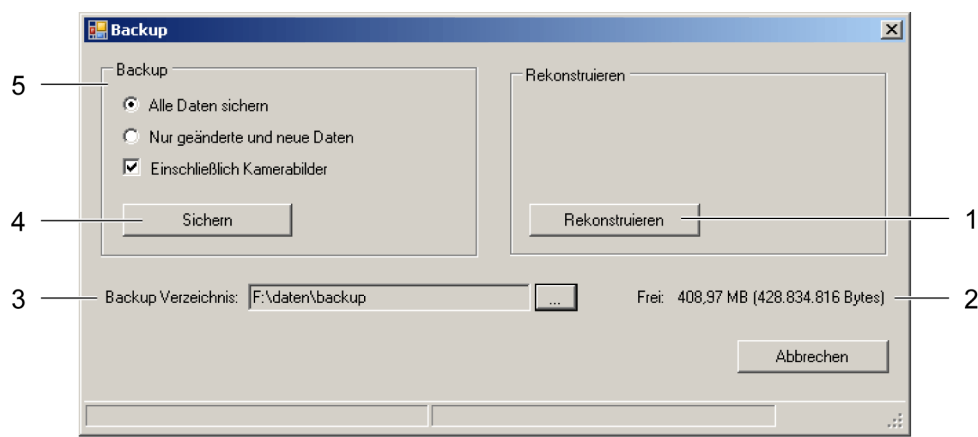 Backup
5
Backup
Alle Daten sichern
Nur geänderte und neue Daten
Einschließlich Kamerabilder
4
Sichern
Rekonstruieren
Rekonstruieren
1
3
Backup Verzeichnis: F:\daten\backup ...
Frei: 408,97 MB (428.834.816 Bytes)
2
Abbrechen